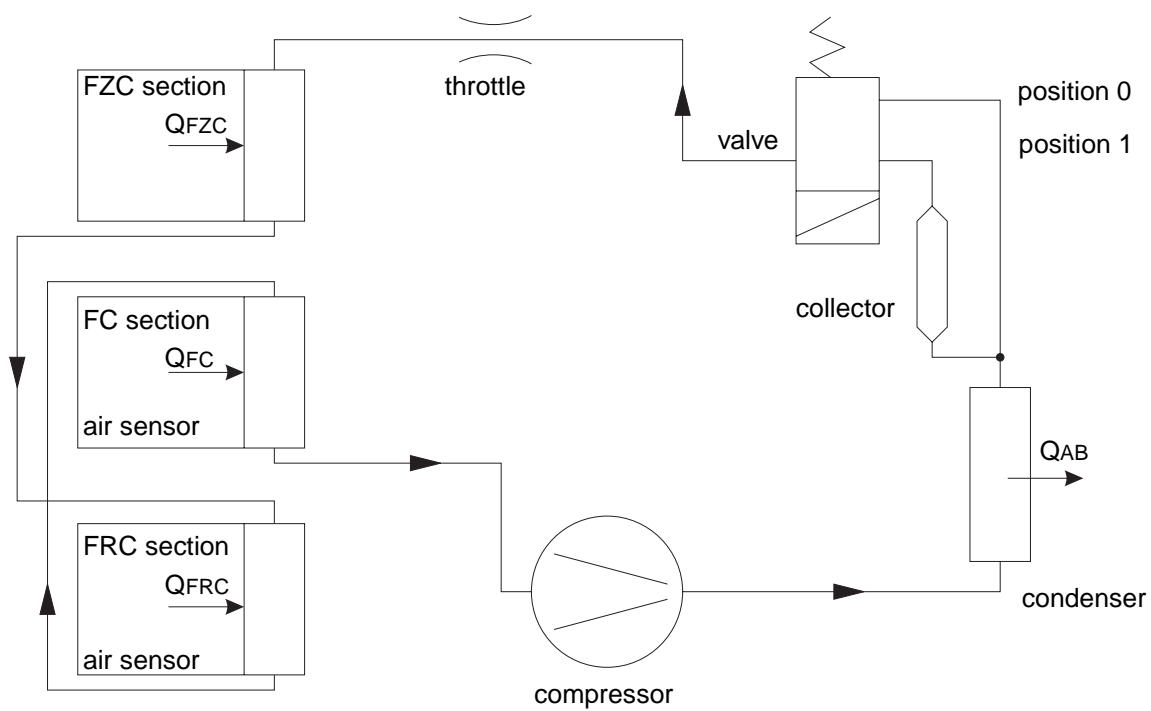 FZC section
QFZC
throttle
valve
position 0
position 1
FC section
QFC
air sensor
collector
QAB
FRC section
QFRC
air sensor
compressor
condenser